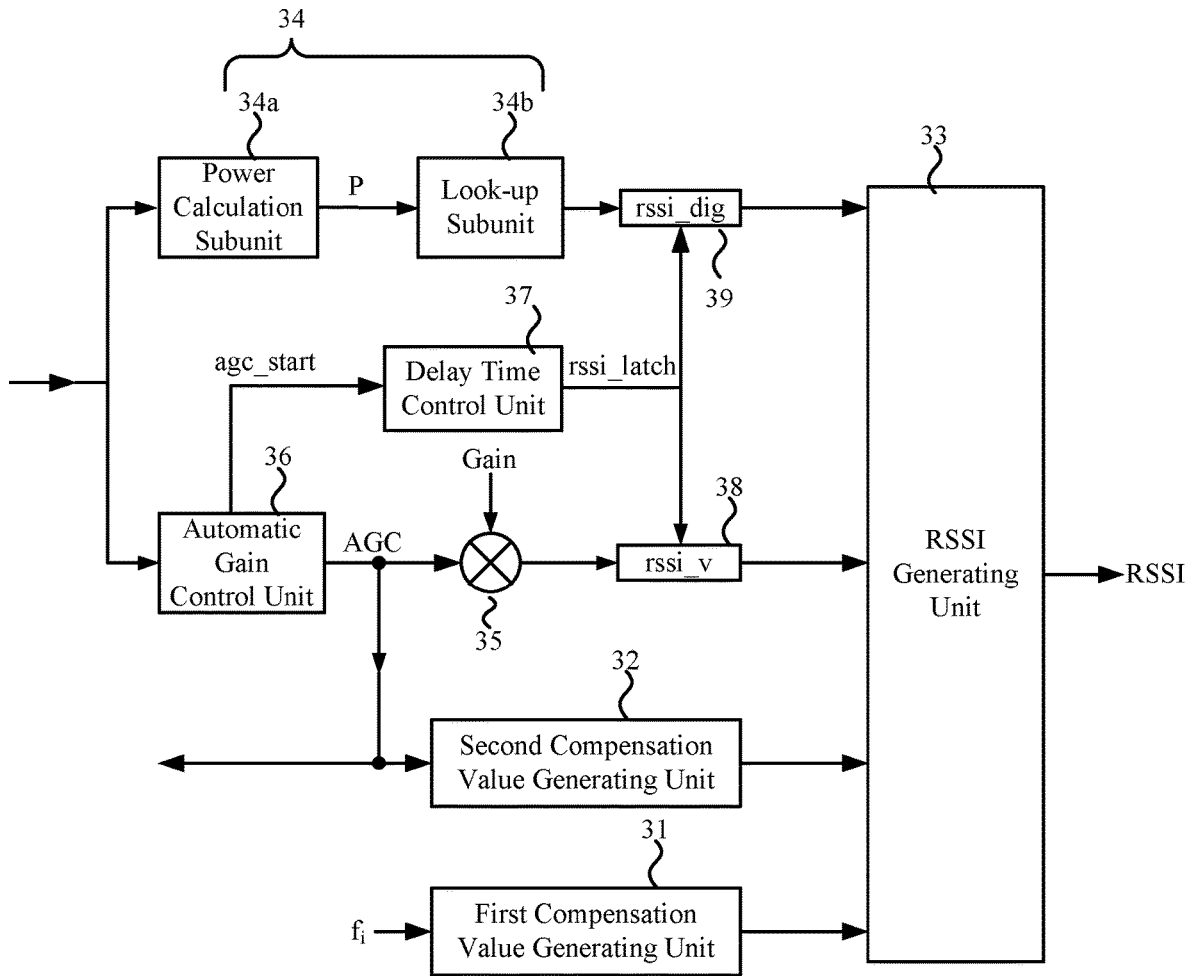 34
34a
34b
33
Power
Calculation
Subunit
P
Look-up
Subunit
rssi_dig
39
37
agc_start
Delay Time
Control Unit
rssi_latch
36
Gain
38
Automatic
Gain
Control Unit
AGC
rssi_v
35
RSSI
Generating
Unit
RSSI
32
Second Compensation
Value Generating Unit
31
fi
First Compensation
Value Generating Unit